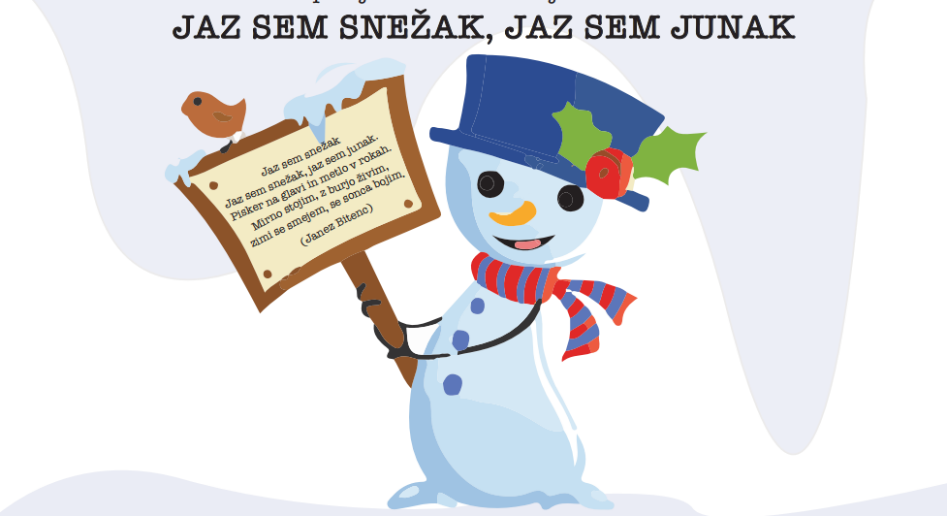 JAZ SEM SNEŽAK, JAZ SEM JUNAK
Jaz sem snežak
Jaz sem snežak, jaz sem junak.
Pisker na glavi in metlo v rokah.
Mirno stojim, z burjo živim,
zimi se smejem, se sonca bojim,
(Janez Bitenc)